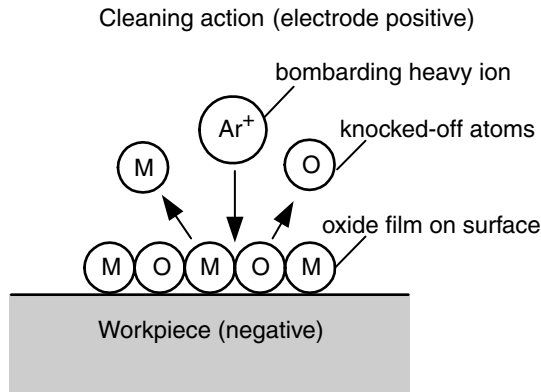 Cleaning action (electrode positive)
bombarding heavy ion
Ar+
knocked-off atoms
M
O
oxide film on surface
M O M O M
Workpiece (negative)